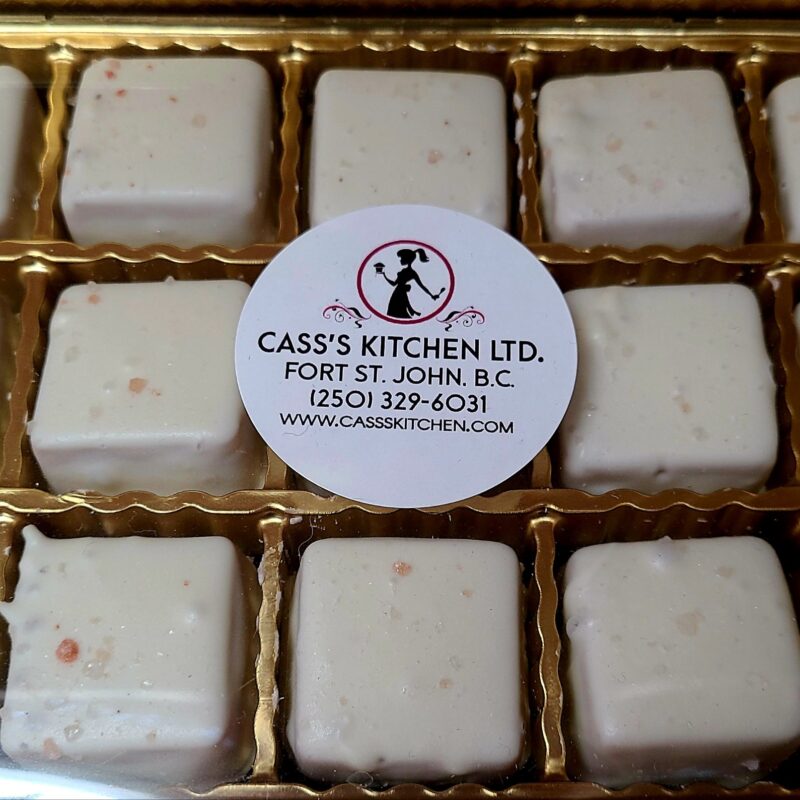 CASS'S KITCHEN LTD.
FORT ST. JOHN. B.C.
(250) 329-6031
WWW.CASSSKITCHEN.COM